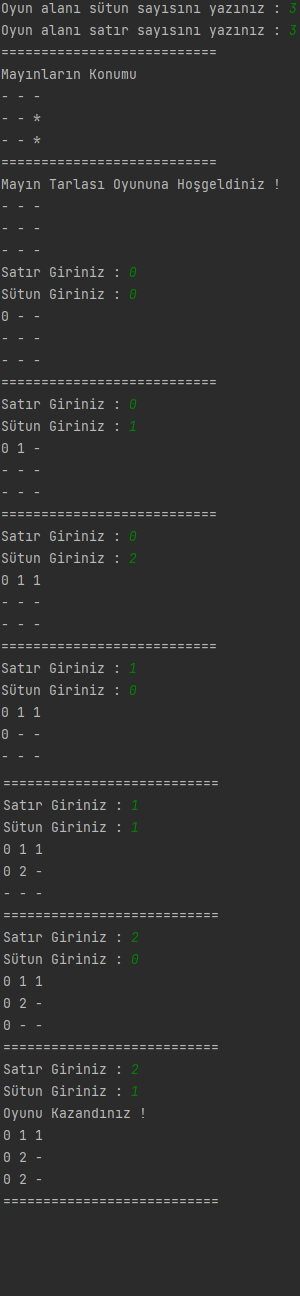 Oyun alanı sütun sayısını yazınız : 3
Oyun alanı satır sayısını yazınız : 3
===========================
Mayınların Konumu
- - -
- - *
- - *
===========================
Mayın Tarlası Oyununa Hoşgeldiniz !
- - -
- - -
- - -
Satır Giriniz : 0
Sütun Giriniz : 0
0 - -
- - -
- - -
===========================
Satır Giriniz : 0
Sütun Giriniz : 1
0 1 -
- - -
- - -
===========================
Satır Giriniz : 0
Sütun Giriniz : 2
0 1 1
- - -
- - -
===========================
Satır Giriniz : 1
Sütun Giriniz : 0
0 1 1
0 - -
- - -
===========================
Satır Giriniz : 1
Sütun Giriniz : 1
0 1 1
0 2 -
- - -
===========================
Satır Giriniz : 2
Sütun Giriniz : 0
0 1 1
0 2 -
0 - -
===========================
Satır Giriniz : 2
Sütun Giriniz : 1
Oyunu Kazandınız !
0 1 1
0 2 -
0 2 -
===========================